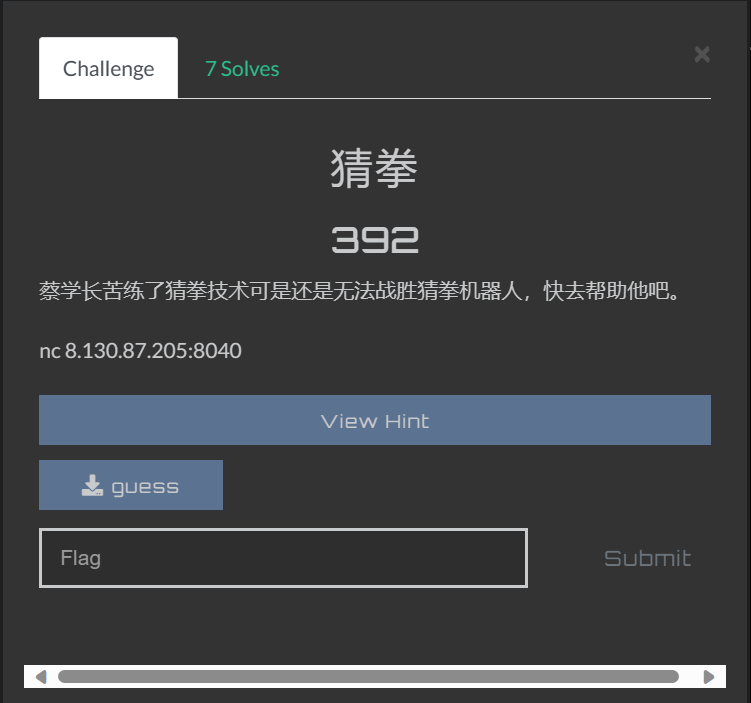 Challenge
7 Solves
×
猜拳
392
蔡学长苦练了猜拳技术可是还是无法战胜猜拳机器人，快去帮助他吧。
nc 8.130.87.205:8040
View Hint
guess
Flag
Submit